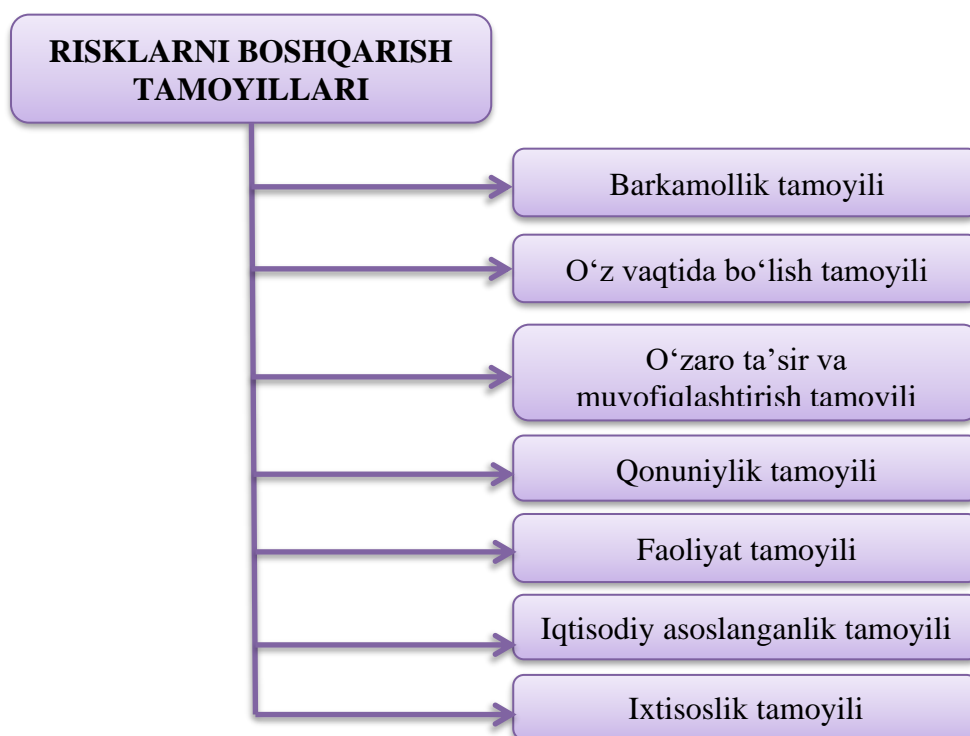 RISKLARNI BOSHQARISH
TAMOYILLARI
Barkamollik tamoyili
O‘z vaqtida bo‘lish tamoyili
O‘zaro ta’sir va
muvofiqlashtirish tamoyili
Qonuniylik tamoyili
Faoliyat tamoyili
Iqtisodiy asoslanganlik tamoyili
Ixtisoslik tamoyili